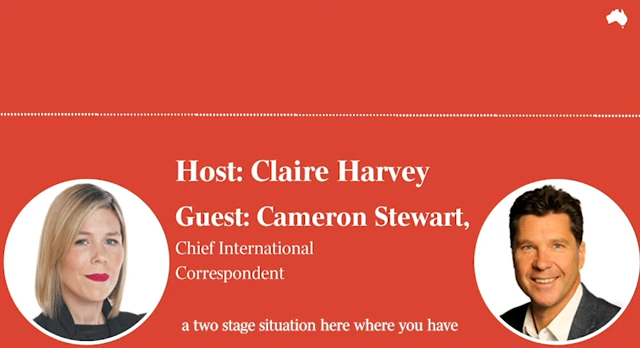 Host: Claire Harvey
Guest: Cameron Stewart,
Chief International
Correspondent
a two stage situation here where you have